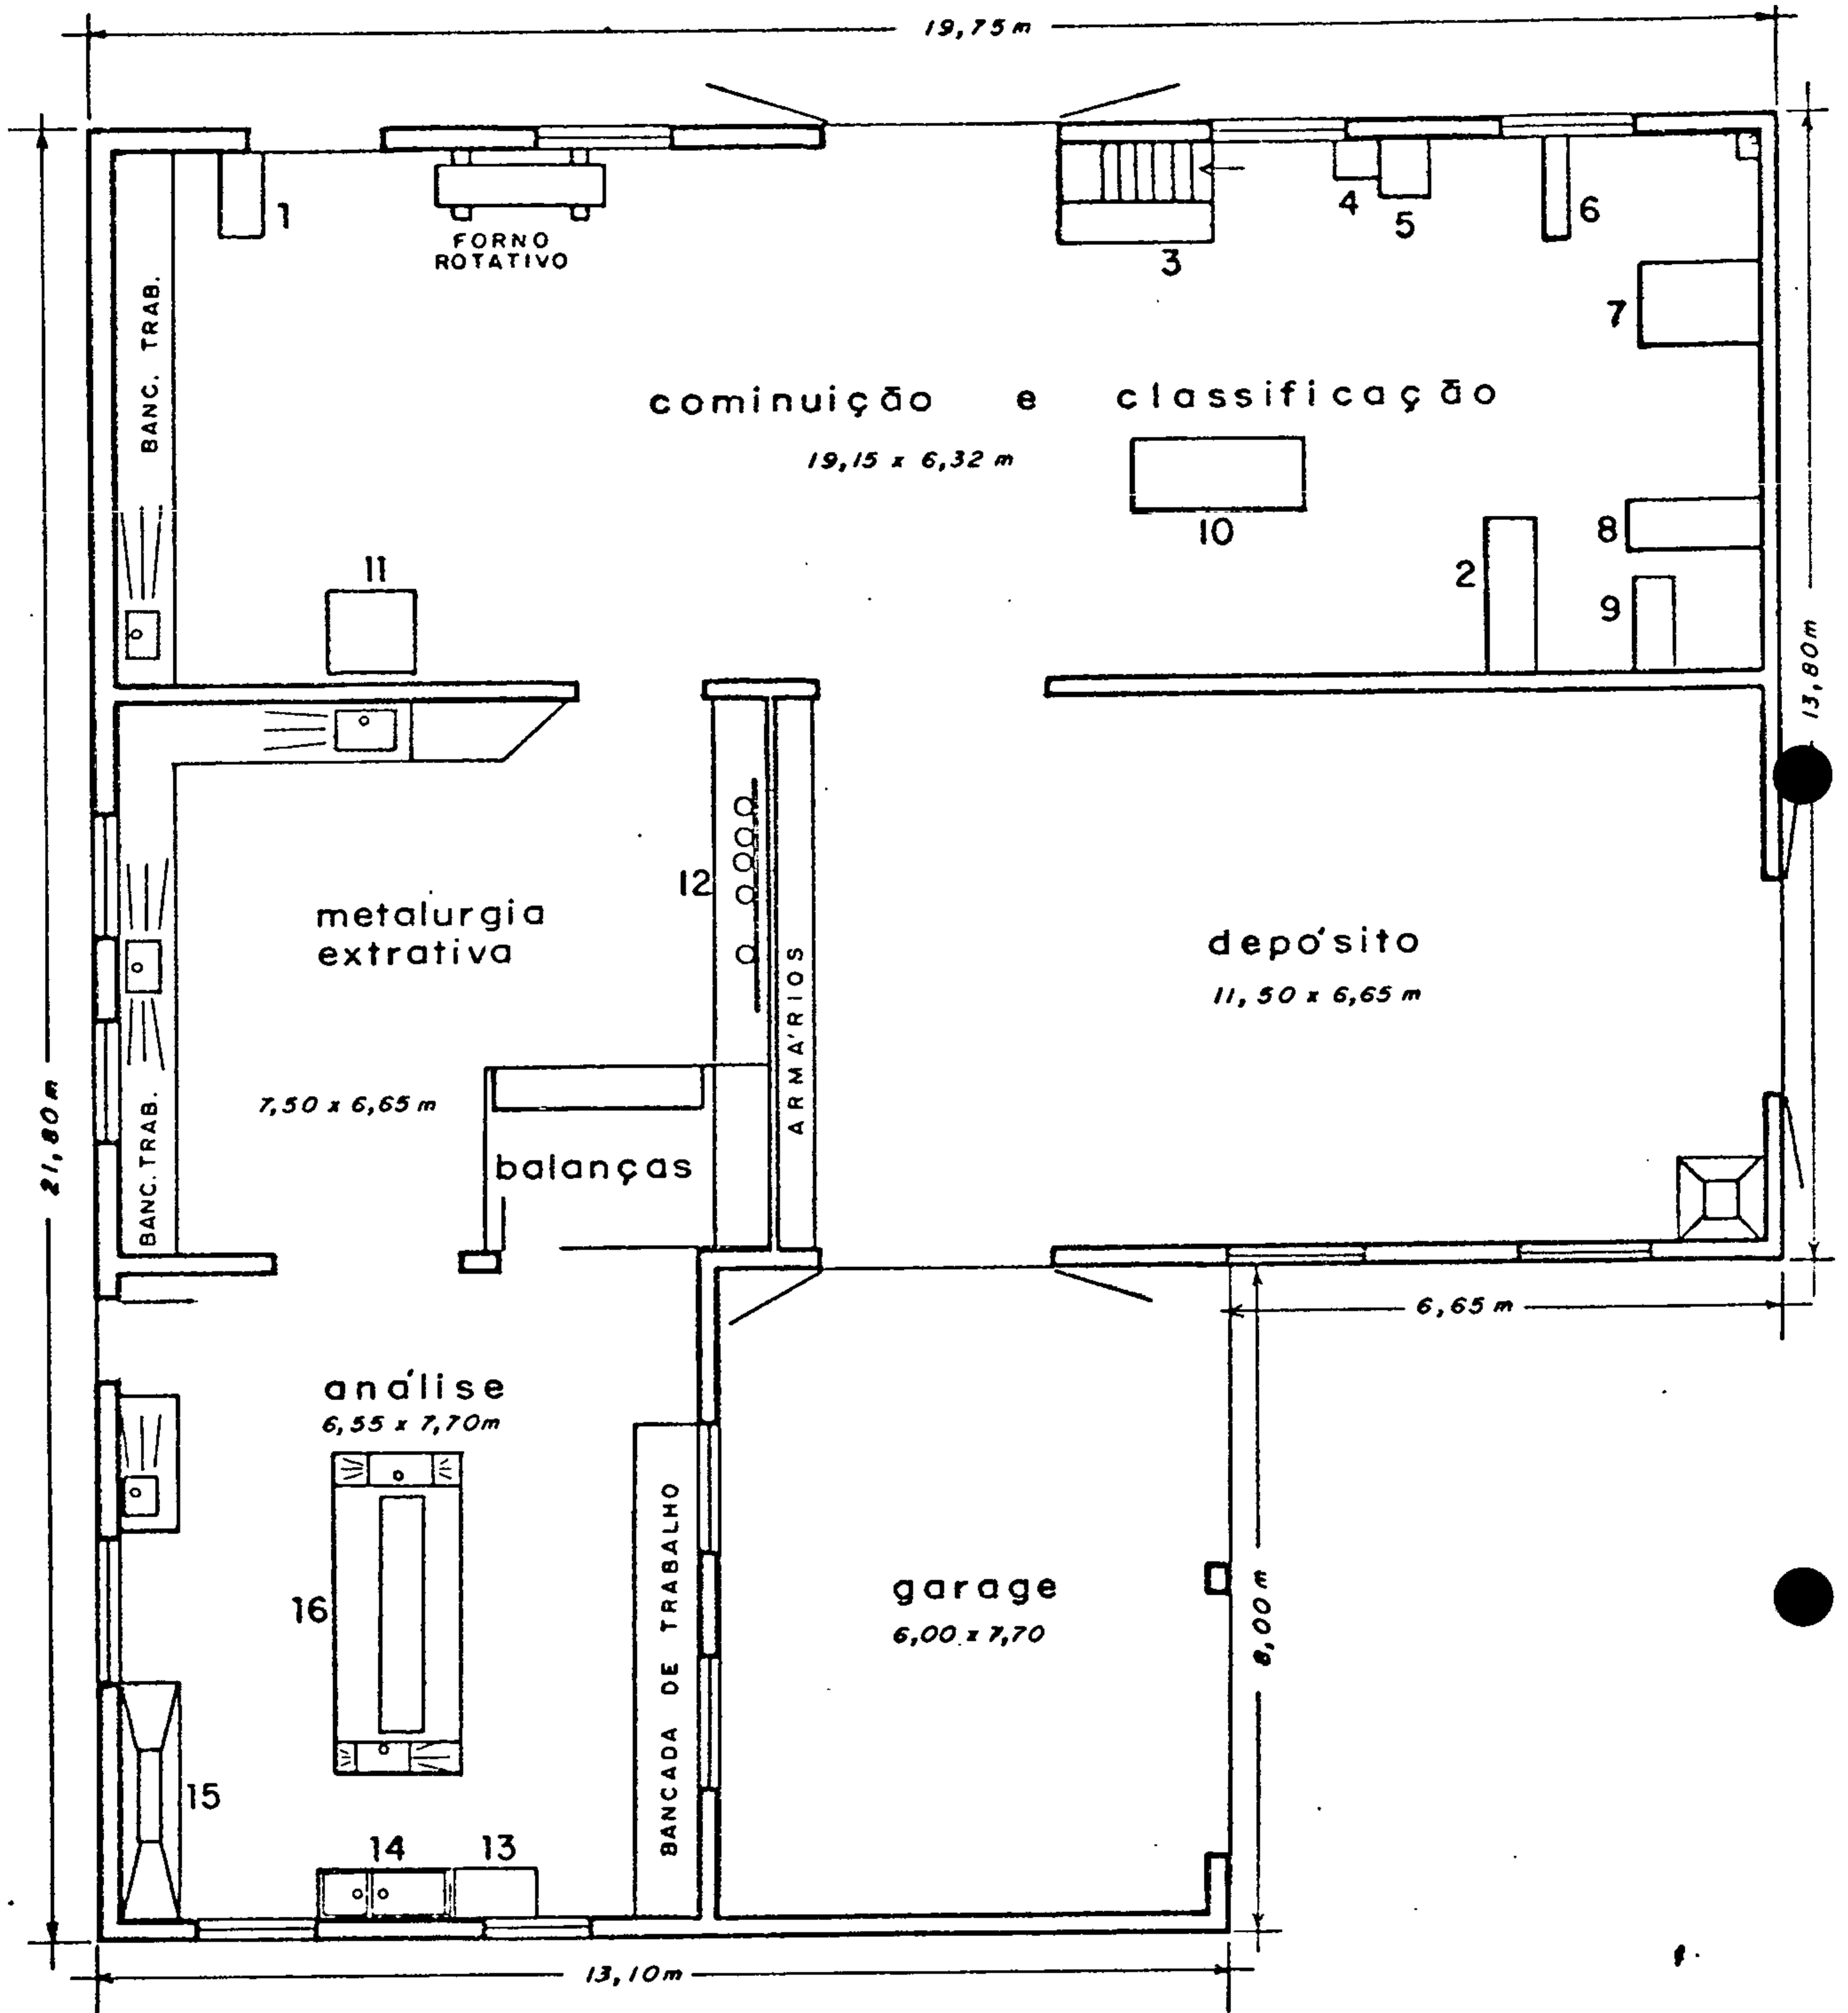 19,75 m
1
FORNO
ROTATIVO
3
4
5
6
7
BANC. TRAB.
cominuição e classificação
19,15 x 6,32 m
10
8
2
9
11
13,80 m
12
metalurgia
extrativa
7,50 x 6,65 m
ARMÁRIOS
depósito
11,50 x 6,65 m
21,80 m
BANC. TRAB.
balanças
6,65 m
análise
6,55 x 7,70 m
16
BANCADA DE TRABALHO
garage
6,00 x 7,70
8,00 m
15
14
13
13,10 m